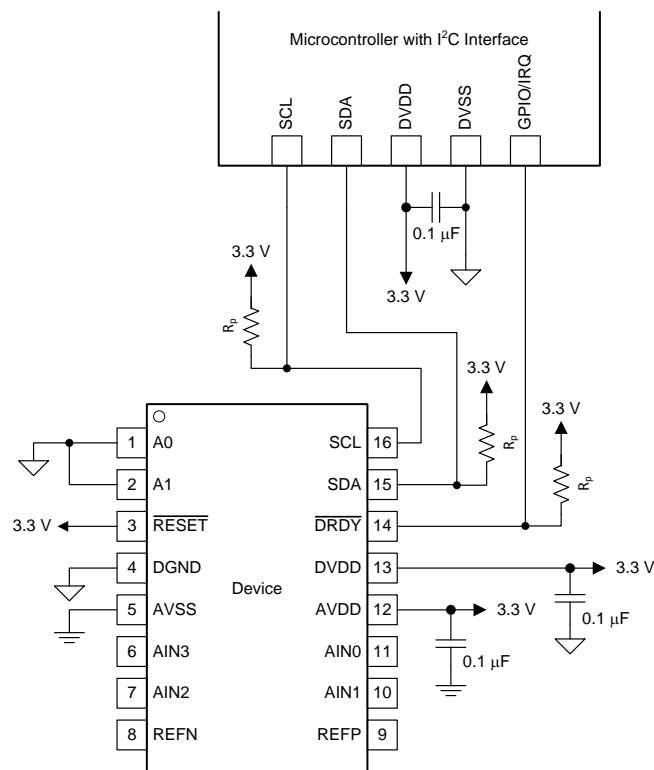 Microcontroller with I²C Interface
SCL
SDA
DVDD
DVSS
GPIO/IRQ
0.1 μF
3.3 V
3.3 V
Rp
3.3 V
Rp
3.3 V
Rp
1 A0
SCL 16
2 A1
SDA 15
3.3 V
3 RESET
DRDY 14
4 DGND
DVDD 13
3.3 V
Device
5 AVSS
AVDD 12
3.3 V
0.1 μF
6 AIN3
AIN0 11
0.1 μF
7 AIN2
AIN1 10
8 REFN
REFP 9